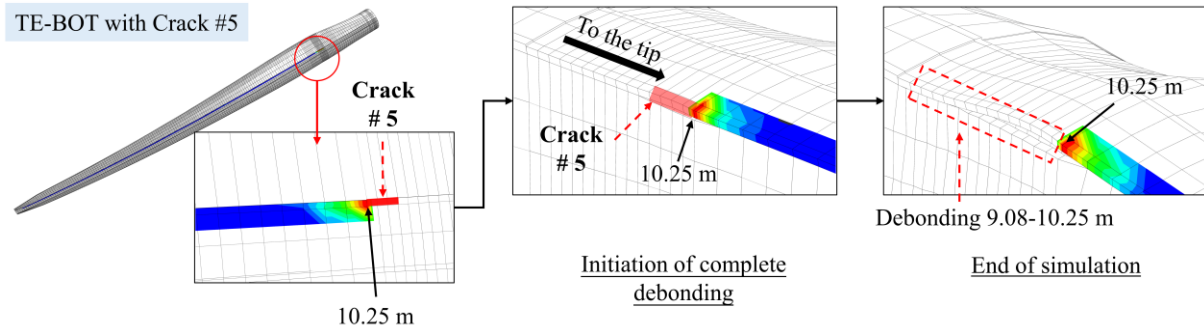 TE-BOT with Crack #5
Crack
# 5
10.25 m
To the tip
Crack
# 5
10.25 m
Initiation of complete
debonding
10.25 m
Debonding 9.08-10.25 m
End of simulation